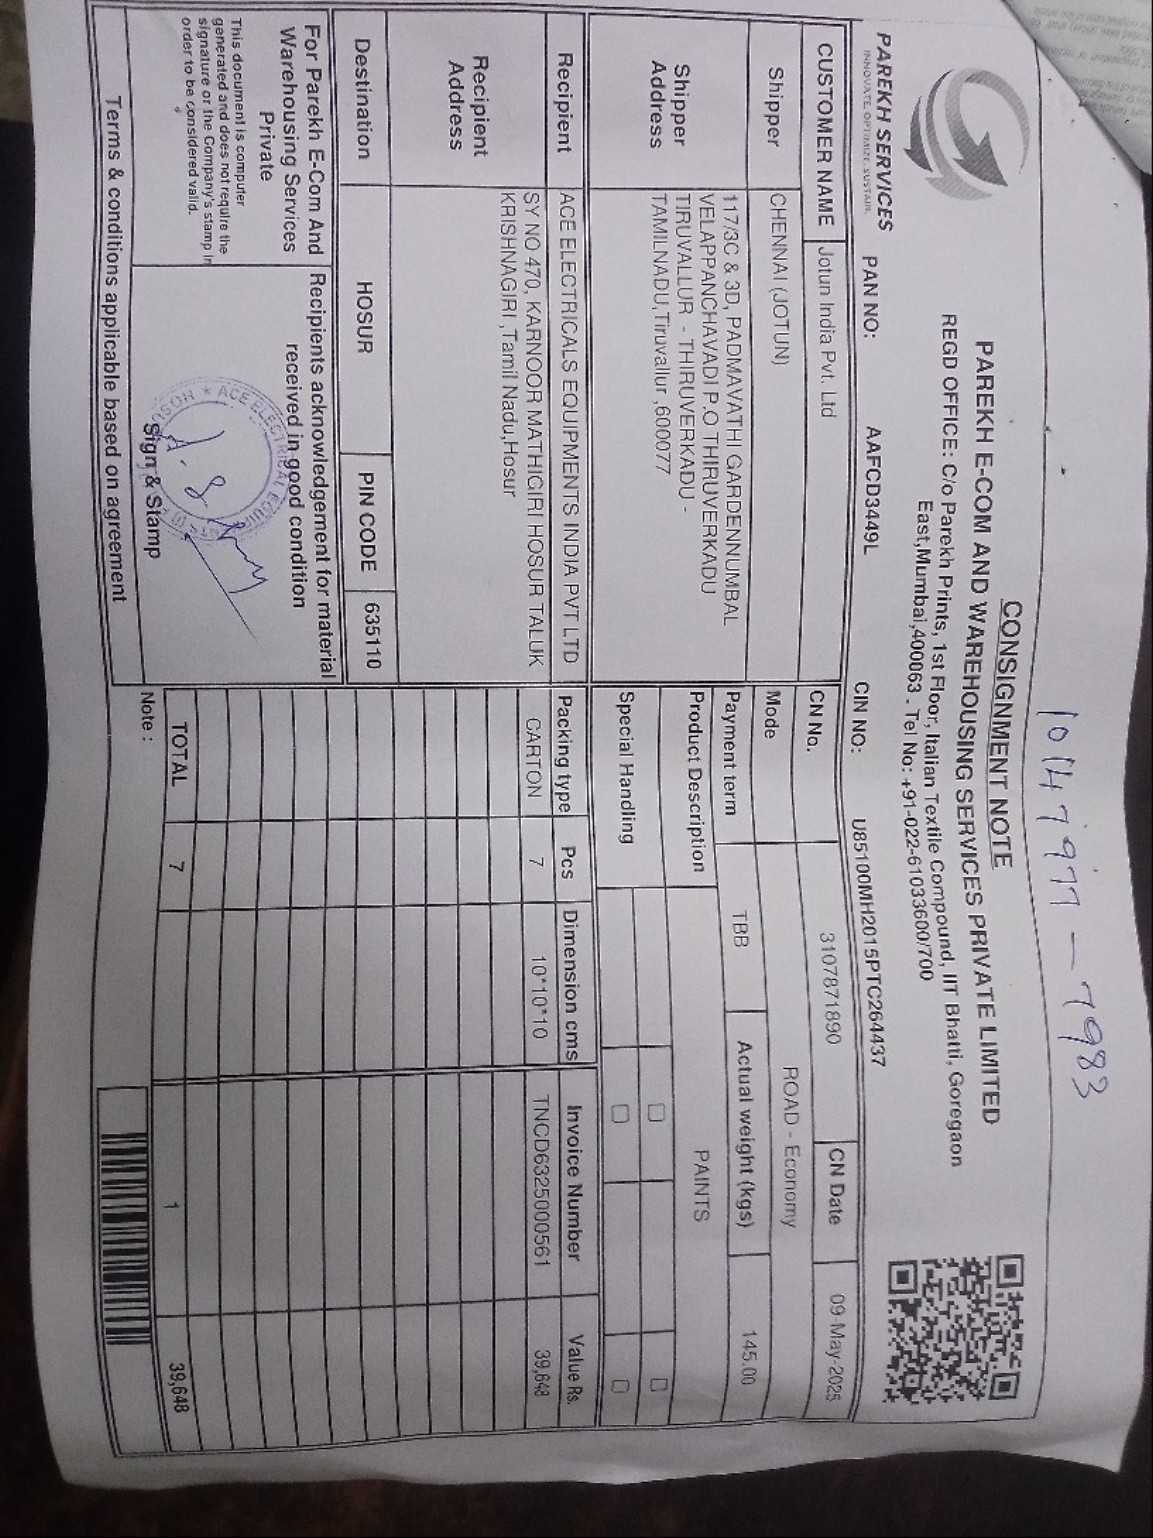 10147977 - 7983
CONSIGNMENT NOTE
PAREKH E-COM AND WAREHOUSING SERVICES PRIVATE LIMITED
REGD OFFICE: C/o Parekh Prints, 1st Floor, Italian Textile Compound, IIT Bhatti, Goregaon
East,Mumbai,400063 - Tel No: +91-022-61033600/700
PAREKH SERVICES
INNOVATE.OPTIMIZE.SUSTAIN.
PAN NO: AAFCD3449L CIN NO: U85100MH2015PTC264437
CUSTOMER NAME Jotun India Pvt. Ltd CN No. 3107871890 CN Date 09-May-2025
Shipper CHENNAI (JOTUN) Mode ROAD - Economy
Shipper Address
117/3C & 3D, PADMAVATHI GARDENNUMBAL
VELAPPANCHAVADI P.O THIRUVERKADU
TIRUVALLUR - THIRUVERKADU -
TAMILNADU,Tiruvallur ,600077
Payment term TBB Actual weight (kgs) 145.00
Product Description PAINTS
Special Handling
Recipient ACE ELECTRICALS EQUIPMENTS INDIA PVT LTD
Recipient Address
SY NO 470, KARNOOR MATHIGIRI HOSUR TALUK
KRISHNAGIRI ,Tamil Nadu,Hosur
Packing type Pcs Dimension cms Invoice Number Value Rs.
CARTON 7 10*10*10 TNCD6325000561 39,648
Destination HOSUR PIN CODE 635110
For Parekh E-Com And
Warehousing Services
Private
This document is computer
generated and does not require the
signature or the Company's stamp in
order to be considered valid.
Recipients acknowledgement for material
received in good condition
ACE ELECTRICAL
Sign & Stamp
TOTAL 7 1 39,648
Note :
Terms & conditions applicable based on agreement